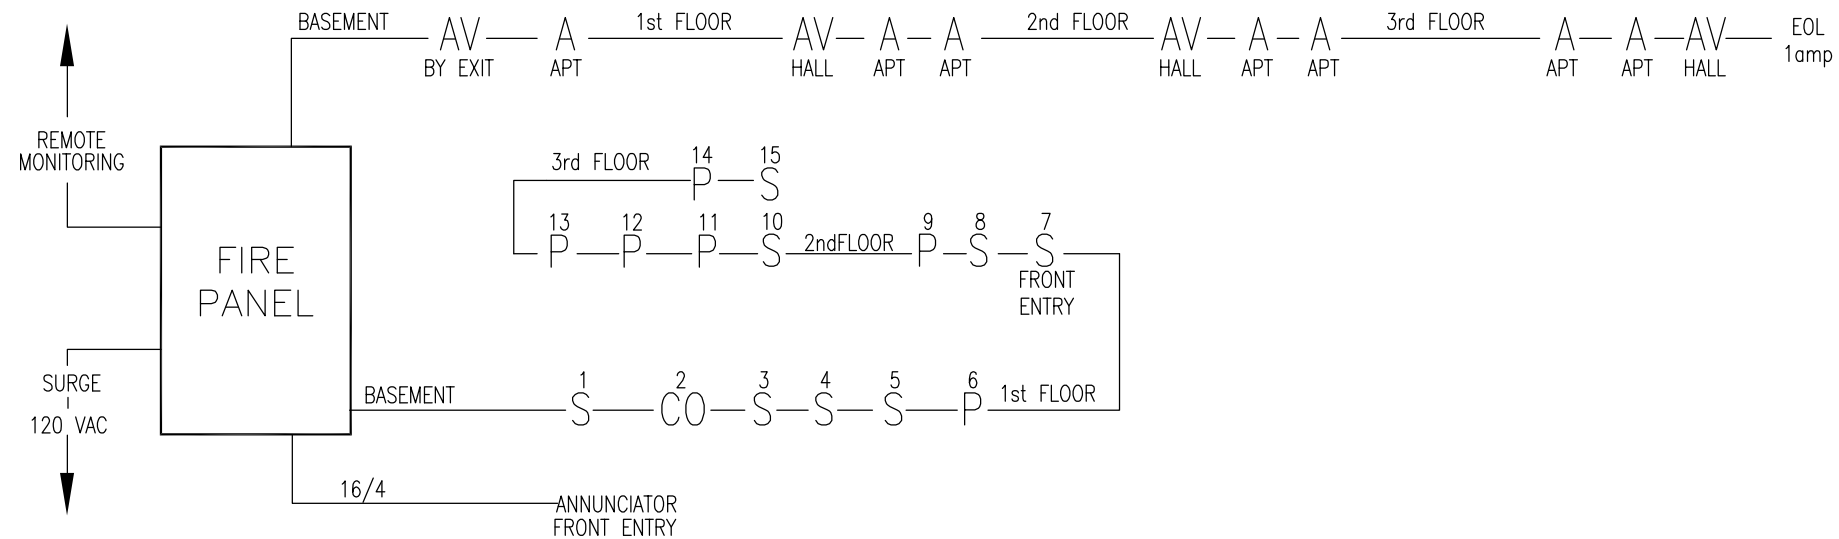 BASEMENT
AV
BY EXIT
A
APT
1st FLOOR
AV
HALL
A
APT
A
APT
2nd FLOOR
AV
HALL
A
APT
A
APT
3rd FLOOR
A
APT
A
APT
AV
HALL
EOL
1amp
REMOTE
MONITORING
FIRE
PANEL
SURGE
120 VAC
3rd FLOOR
14
P
15
S
13
P
12
P
11
P
10
S
2ndFLOOR
9
P
8
S
7
S
FRONT
ENTRY
BASEMENT
1
S
2
CO
3
S
4
S
5
S
6
P
1st FLOOR
16/4
ANNUNCIATOR
FRONT ENTRY